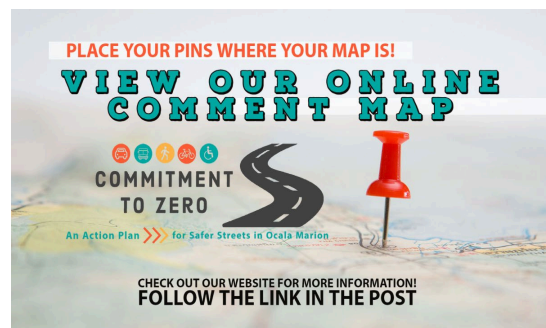 PLACE YOUR PINS WHERE YOUR MAP IS!
VIEW OUR ONLINE
COMMENT MAP
COMMITMENT
TO ZERO
An Action Plan >>> for Safer Streets in Ocala Marion
CHECK OUT OUR WEBSITE FOR MORE INFORMATION!
FOLLOW THE LINK IN THE POST